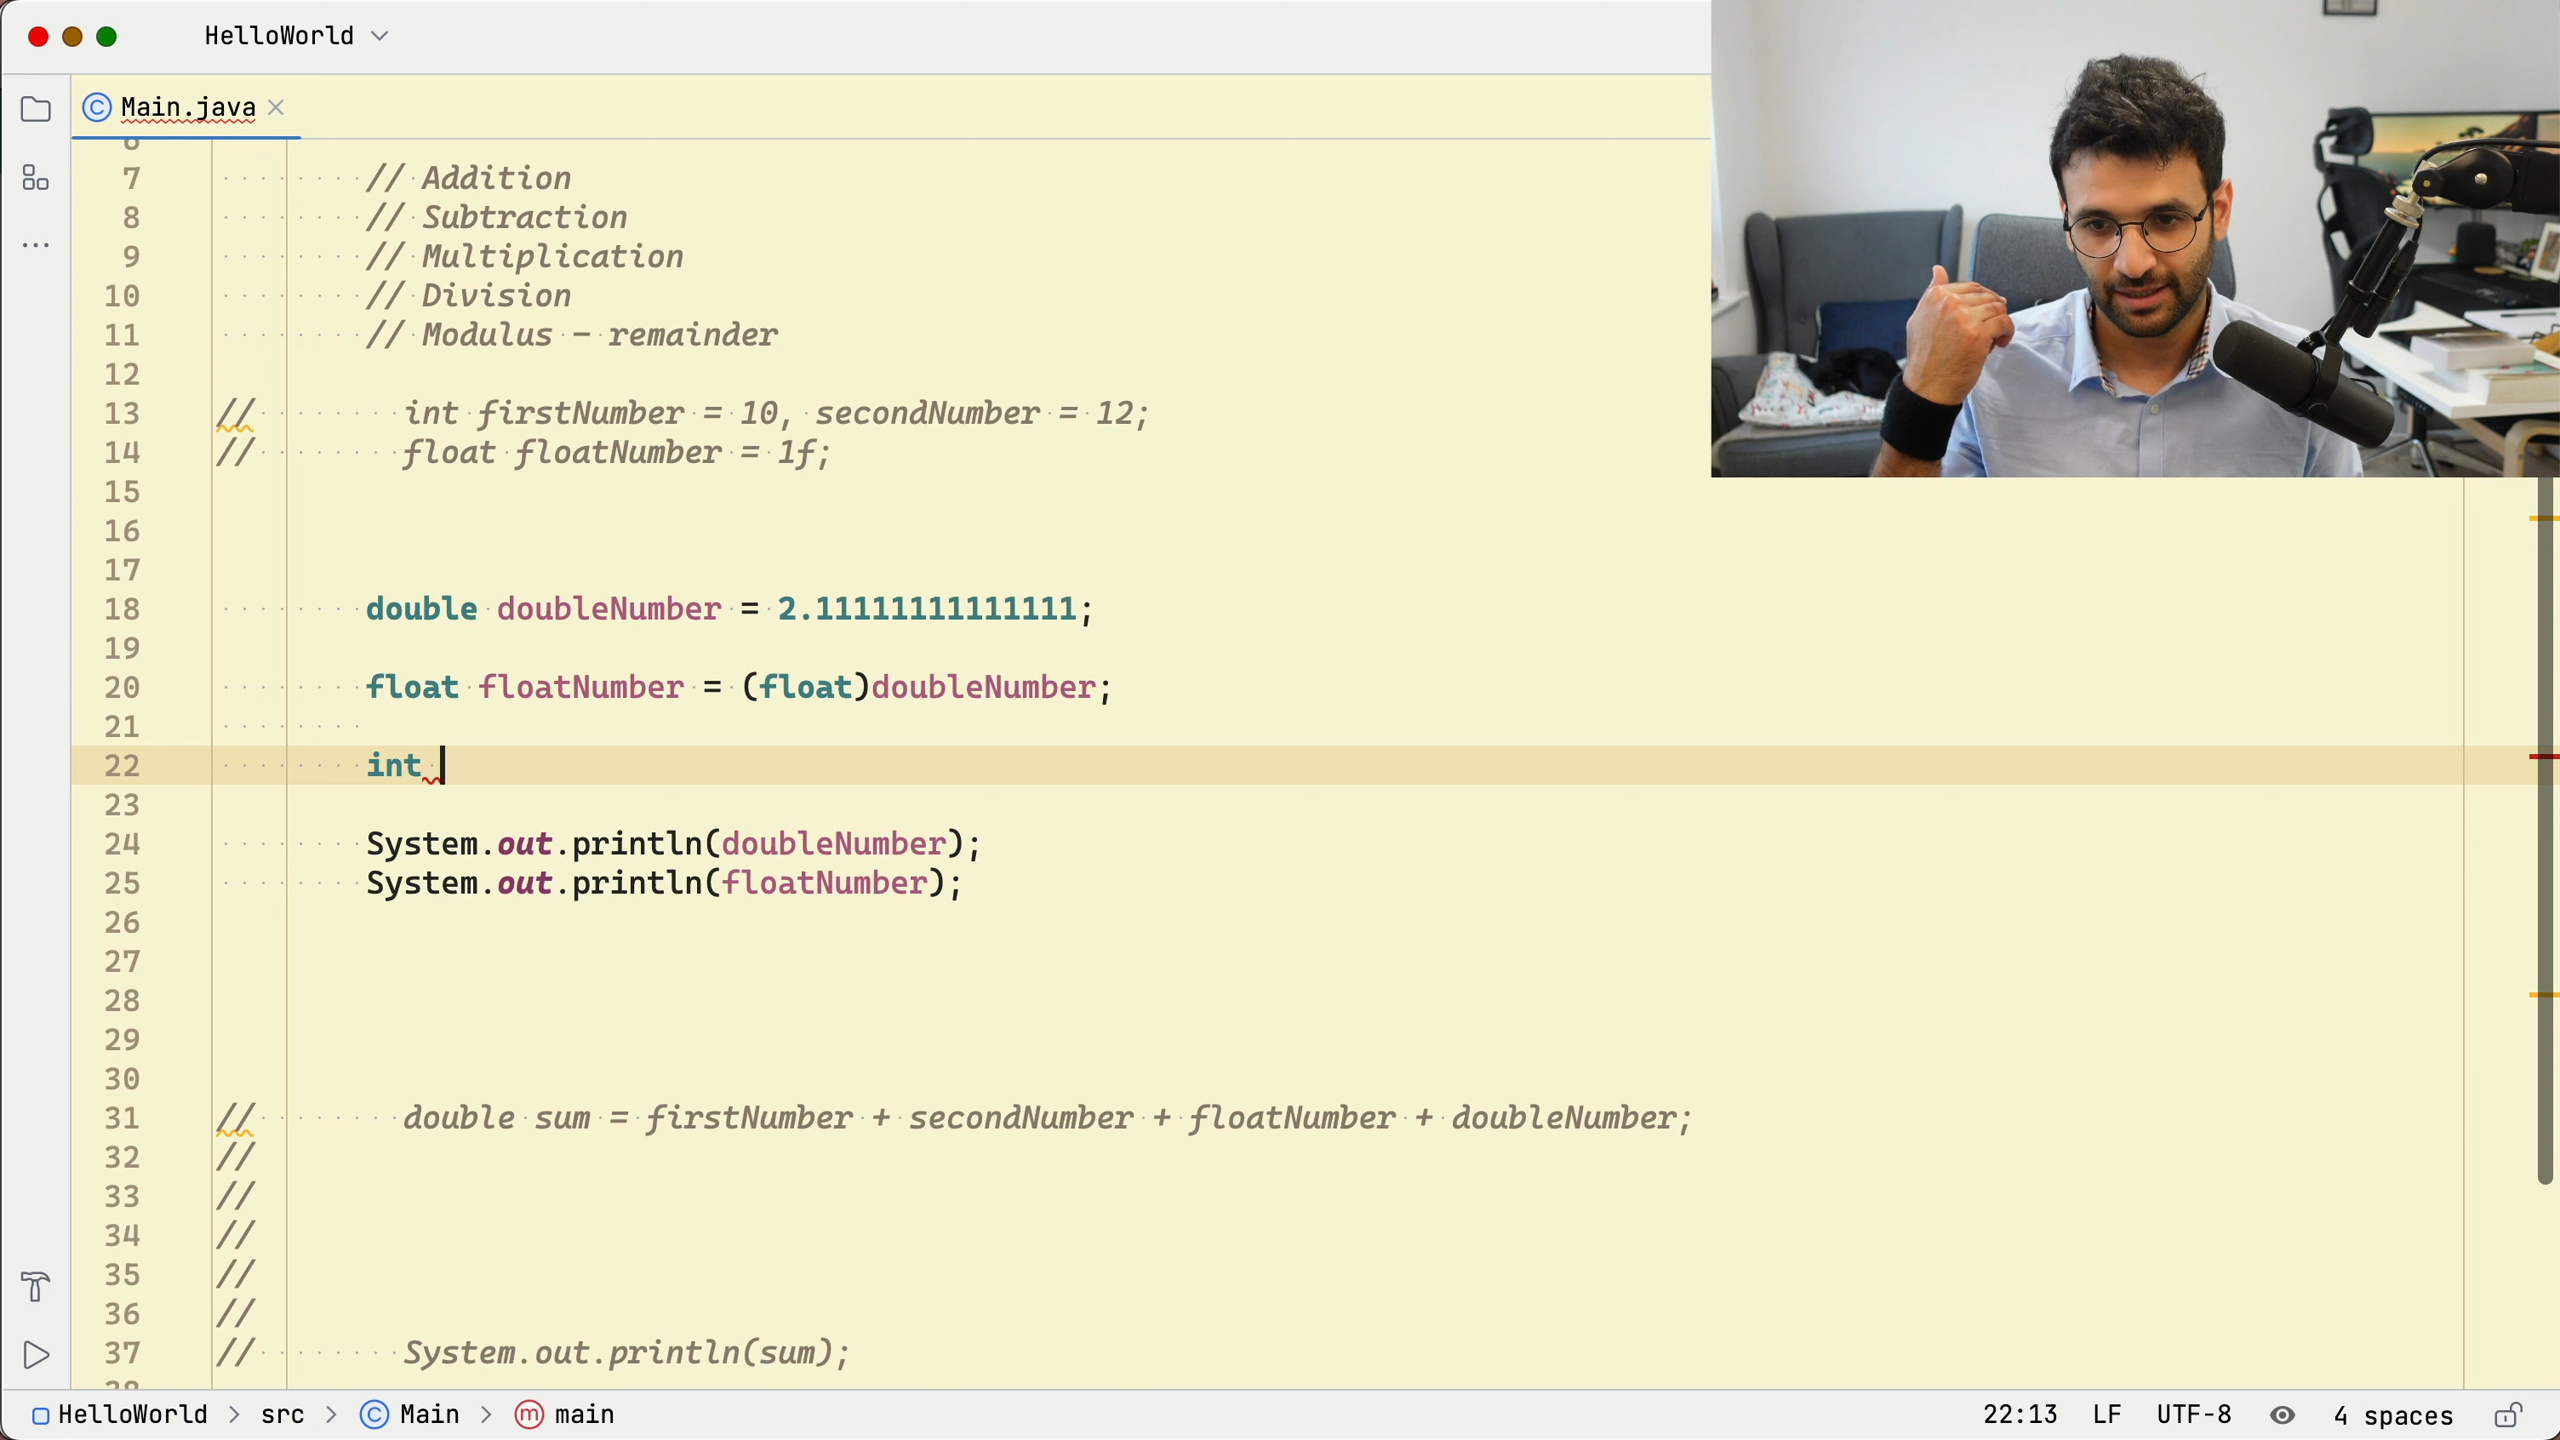 HelloWorld
Main.java
6
7 // Addition
8 // Subtraction
9 // Multiplication
10 // Division
11 // Modulus - remainder
12
13 // int firstNumber = 10, secondNumber = 12;
14 // float floatNumber = 1f;
15
16
17
18 double doubleNumber = 2.11111111111111;
19
20 float floatNumber = (float)doubleNumber;
21
22 int
23
24 System.out.println(doubleNumber);
25 System.out.println(floatNumber);
26
27
28
29
30
31 // double sum = firstNumber + secondNumber + floatNumber + doubleNumber;
32 //
33 //
34 //
35 //
36 //
37 // System.out.println(sum);
38
HelloWorld > src > Main > main 22:13 LF UTF-8 4 spaces